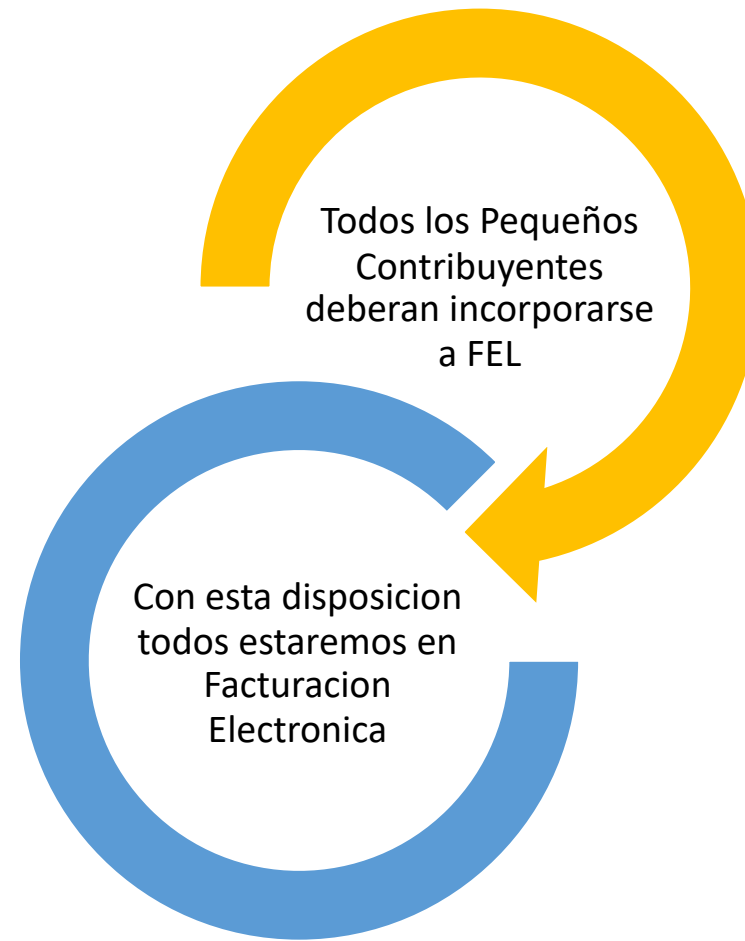 Todos los Pequeños
Contribuyentes
deberan incorporarse
a FEL
Con esta disposicion
todos estaremos en
Facturacion
Electronica